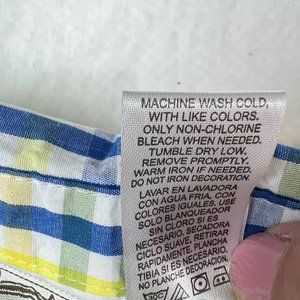 MACHINE WASH COLD,
WITH LIKE COLORS.
ONLY NON-CHLORINE
BLEACH WHEN NEEDED.
TUMBLE DRY LOW.
REMOVE PROMPTLY.
WARM IRON IF NEEDED.
DO NOT IRON DECORATION.
LAVAR EN LAVADORA
CON AGUA FRIA, CON
COLORES IGUALES. USE
SOLO BLANQUEADOR
SIN CLORO SI ES
NECESARIO. SECADORA
CICLO SUAVE, RETIRAR
RAPIDAMENTE. PLANCHA
TIBIA SI ES NECESARIO.
NO PLANCHE DECORACION.